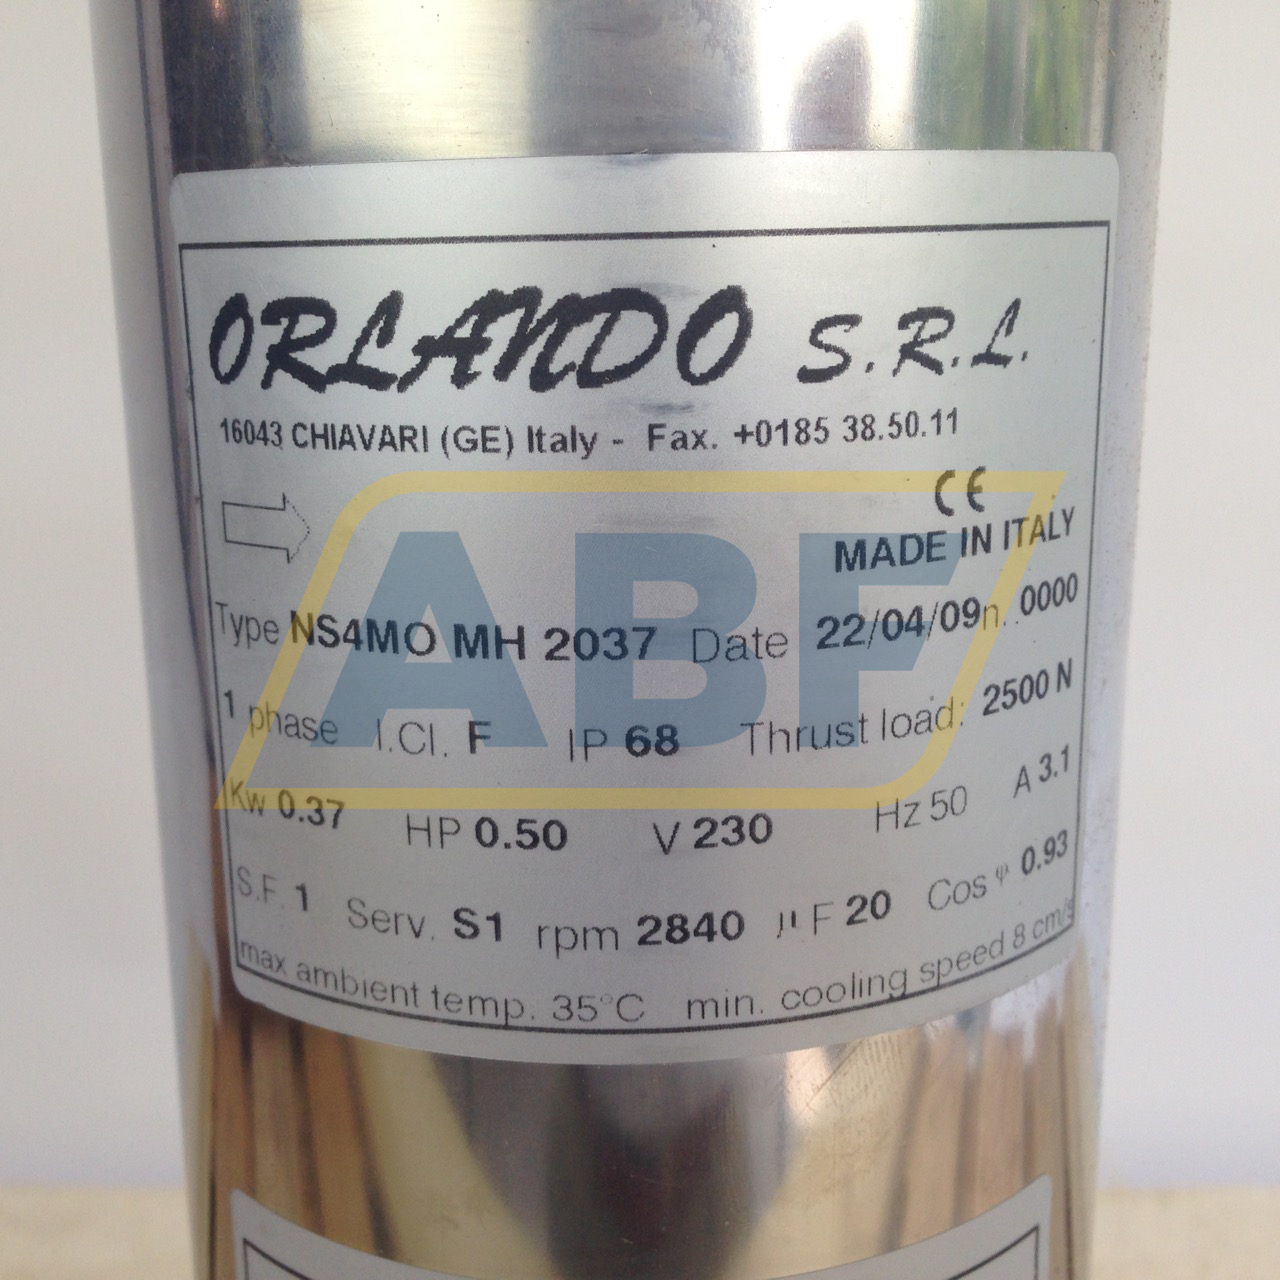 ORLANDO S.R.L.
16043 CHIAVARI (GE) Italy - Fax. +0185 38.50.11
CE
MADE IN ITALY
Type NS4MO MH 2037 Date 22/04/09 n. 0000
1 phase I.Cl. F IP 68 Thrust load: 2500 N
Kw 0.37 HP 0.50 V 230 Hz 50 A 3.1
S.F. 1 Serv. S1 rpm 2840 µF 20 Cos φ 0.93
max ambient temp. 35°C min. cooling speed 8 cm/s
ABF